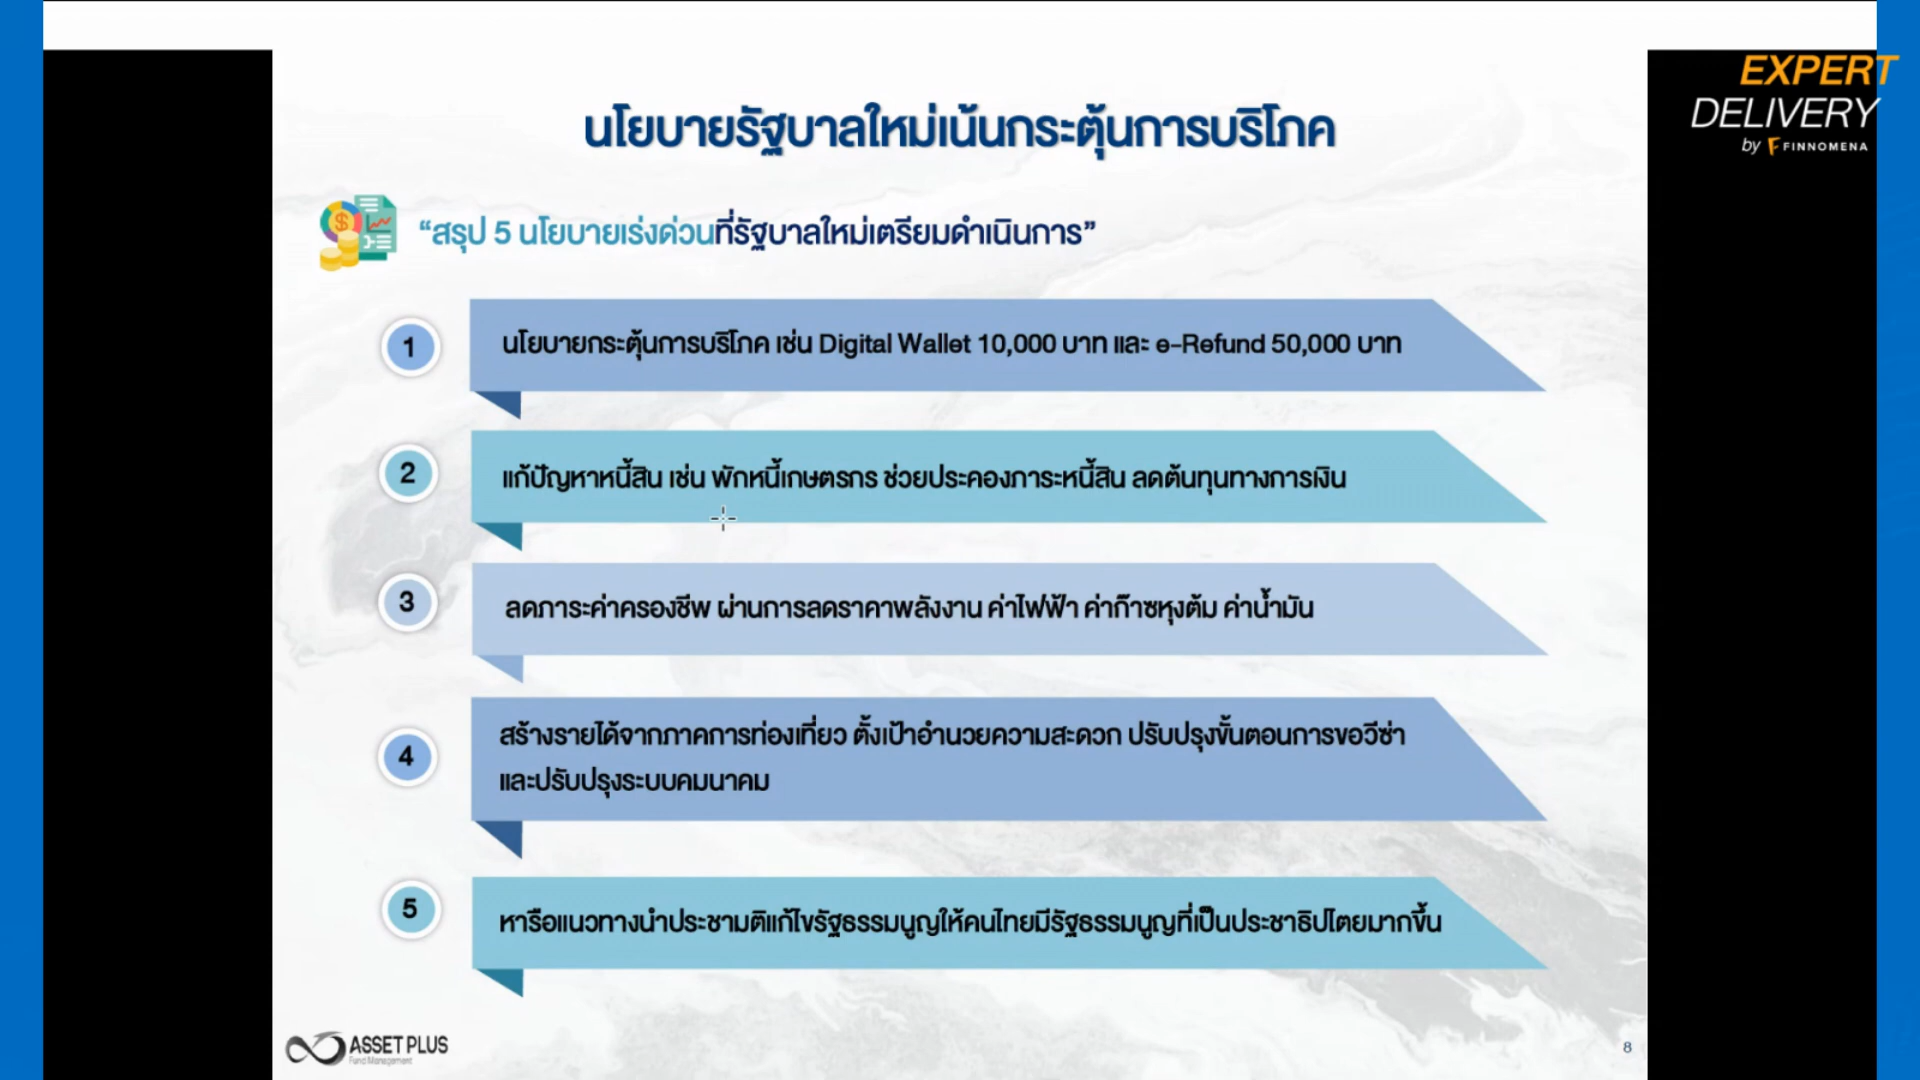 EXPERT
DELIVERY
by FINNOMENA
นโยบายรัฐบาลใหม่เน้นกระตุ้นการบริโภค
“สรุป 5 นโยบายเร่งด่วนที่รัฐบาลใหม่เตรียมดำเนินการ”
1
นโยบายกระตุ้นการบริโภค เช่น Digital Wallet 10,000 บาท และ e-Refund 50,000 บาท
2
แก้ปัญหาหนี้สิน เช่น พักหนี้เกษตรกร ช่วยประคองภาระหนี้สิน ลดต้นทุนทางการเงิน
3
ลดภาระค่าครองชีพ ผ่านการลดราคาพลังงาน ค่าไฟฟ้า ค่าก๊าซหุงต้ม ค่าน้ำมัน
4
สร้างรายได้จากภาคการท่องเที่ยว ตั้งเป้าอำนวยความสะดวก ปรับปรุงขั้นตอนการขอวีซ่า
และปรับปรุงระบบคมนาคม
5
หารือแนวทางนำประชามติแก้ไขรัฐธรรมนูญให้คนไทยมีรัฐธรรมนูญที่เป็นประชาธิปไตยมากขึ้น
ASSET PLUS
Fund Management
8